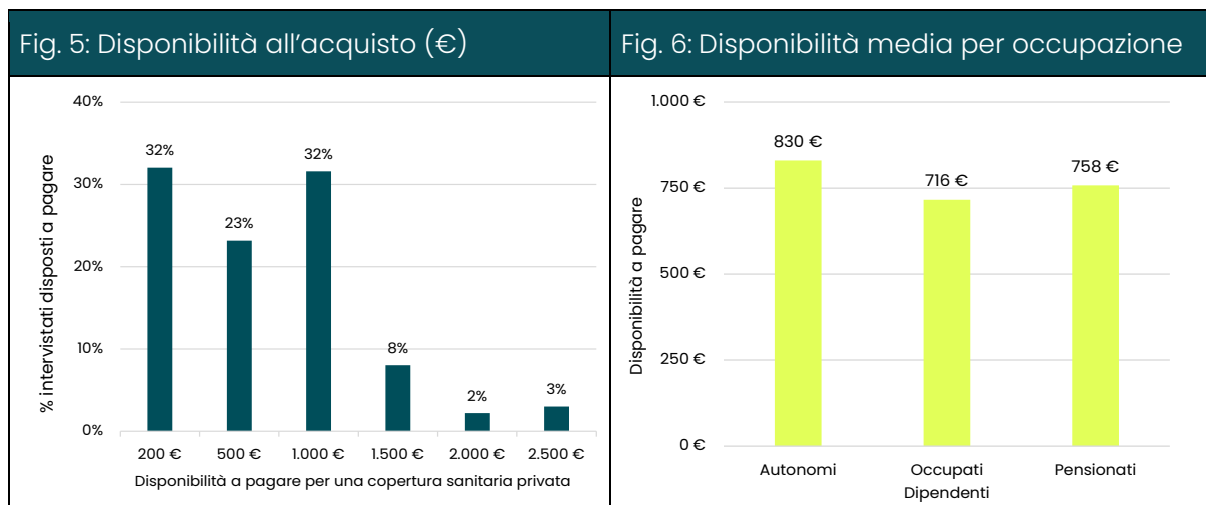 Fig. 5: Disponibilità all'acquisto (€)
% intervistati disposti a pagare
40%
30%
20%
10%
0%
32%
23%
32%
8%
2%
3%
200 €
500 €
1.000 €
1.500 €
2.000 €
2.500 €
Disponibilità a pagare per una copertura sanitaria privata
Fig. 6: Disponibilità media per occupazione
Disponibilità a pagare
1.000 €
750 €
500 €
250 €
0 €
830 €
716 €
758 €
Autonomi
Occupati
Dipendenti
Pensionati